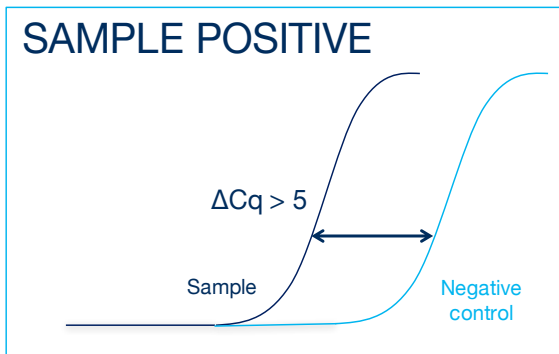 SAMPLE POSITIVE
ΔCq > 5
Sample
Negative
control